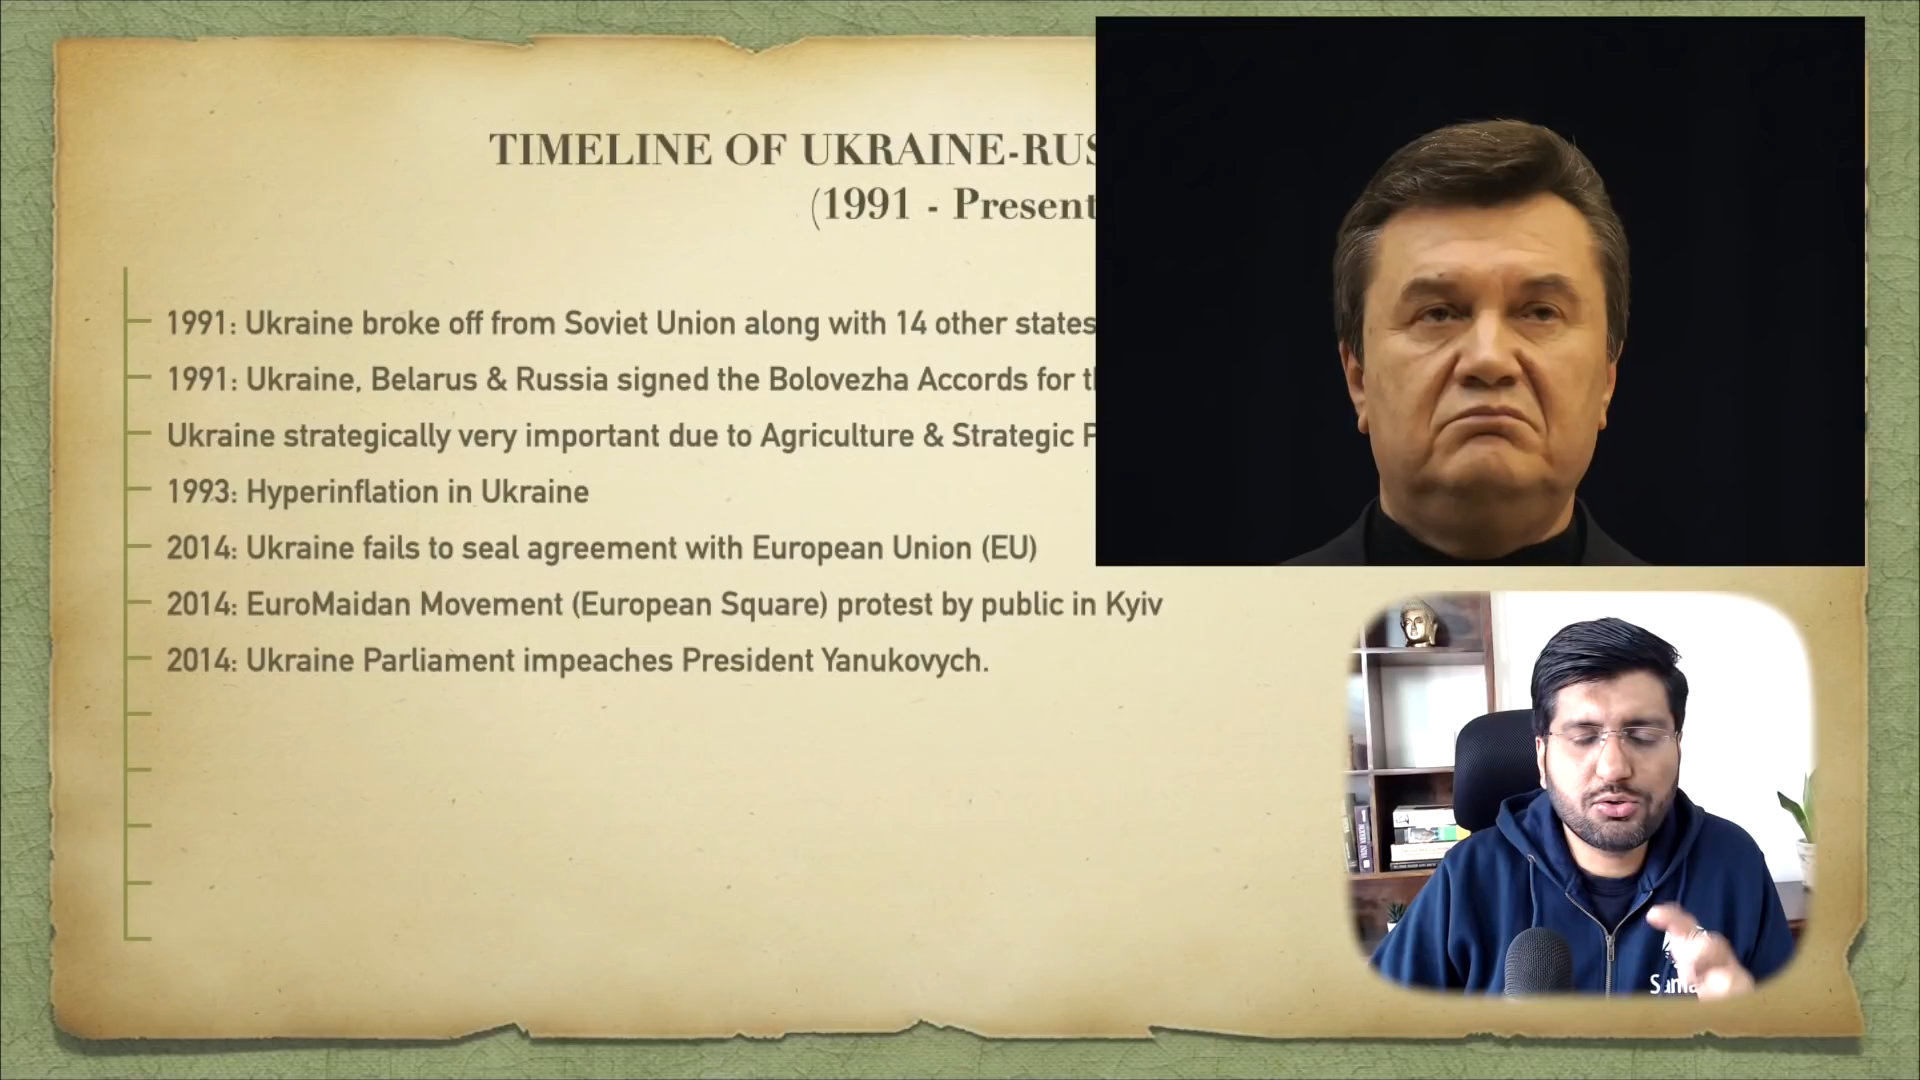 TIMELINE OF UKRAINE-RUS
(1991 - Present
1991: Ukraine broke off from Soviet Union along with 14 other states
1991: Ukraine, Belarus & Russia signed the Bolovezha Accords for
Ukraine strategically very important due to Agriculture & Strategic
1993: Hyperinflation in Ukraine
2014: Ukraine fails to seal agreement with European Union (EU)
2014: EuroMaidan Movement (European Square) protest by public in Kyiv
2014: Ukraine Parliament impeaches President Yanukovych.